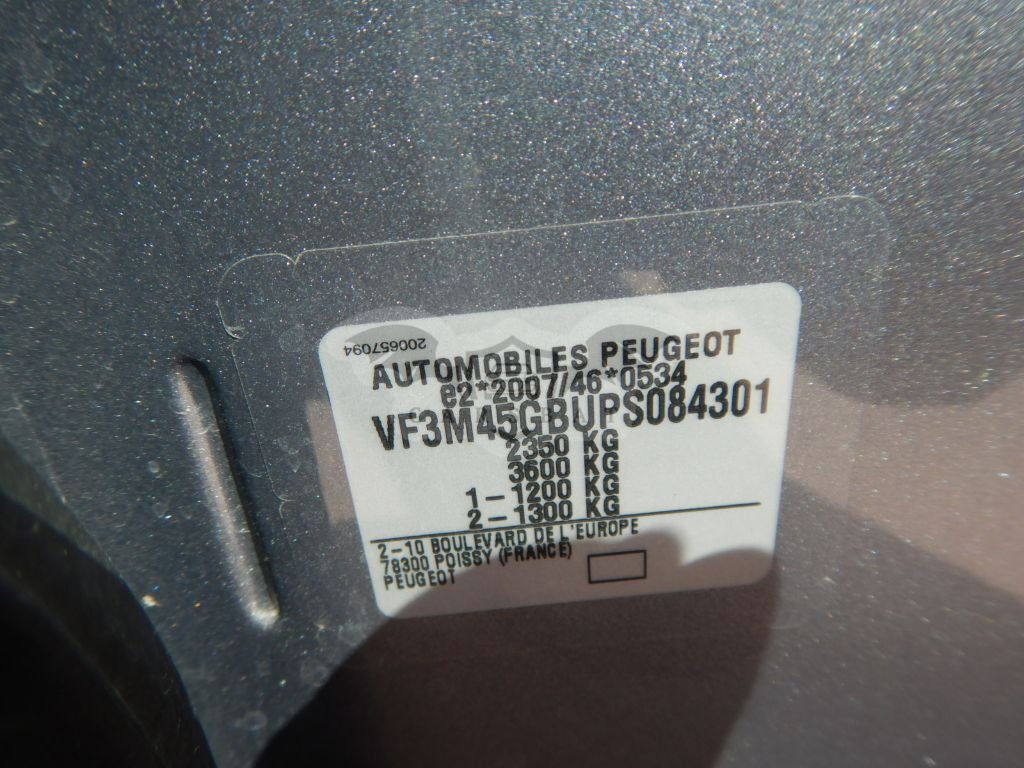 200657094
AUTOMOBILES PEUGEOT
e2*2007/46*0534
VF3M45GBUPS084301
2350 KG
3600 KG
1-1200 KG
2-1300 KG
2-10 BOULEVARD DE L'EUROPE
78300 POISSY (FRANCE)
PEUGEOT